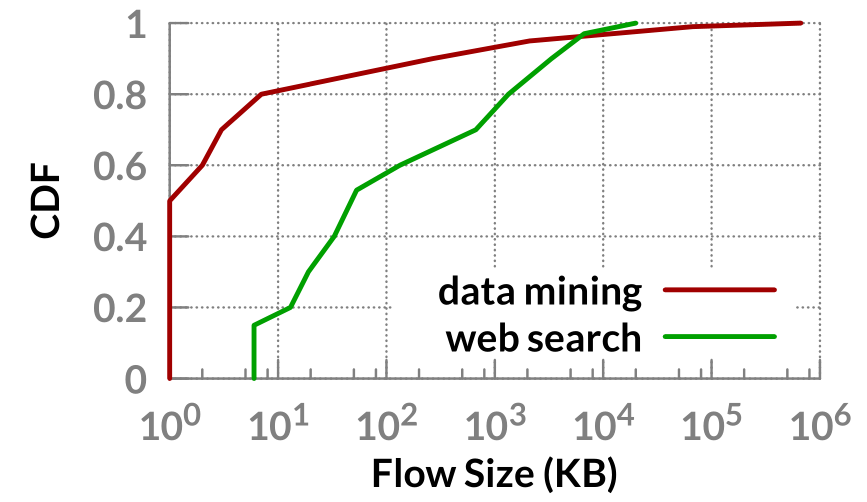 1
0.8
0.6
0.4
0.2
0
CDF
data mining
web search
10⁰ 10¹ 10² 10³ 10⁴ 10⁵ 10⁶
Flow Size (KB)